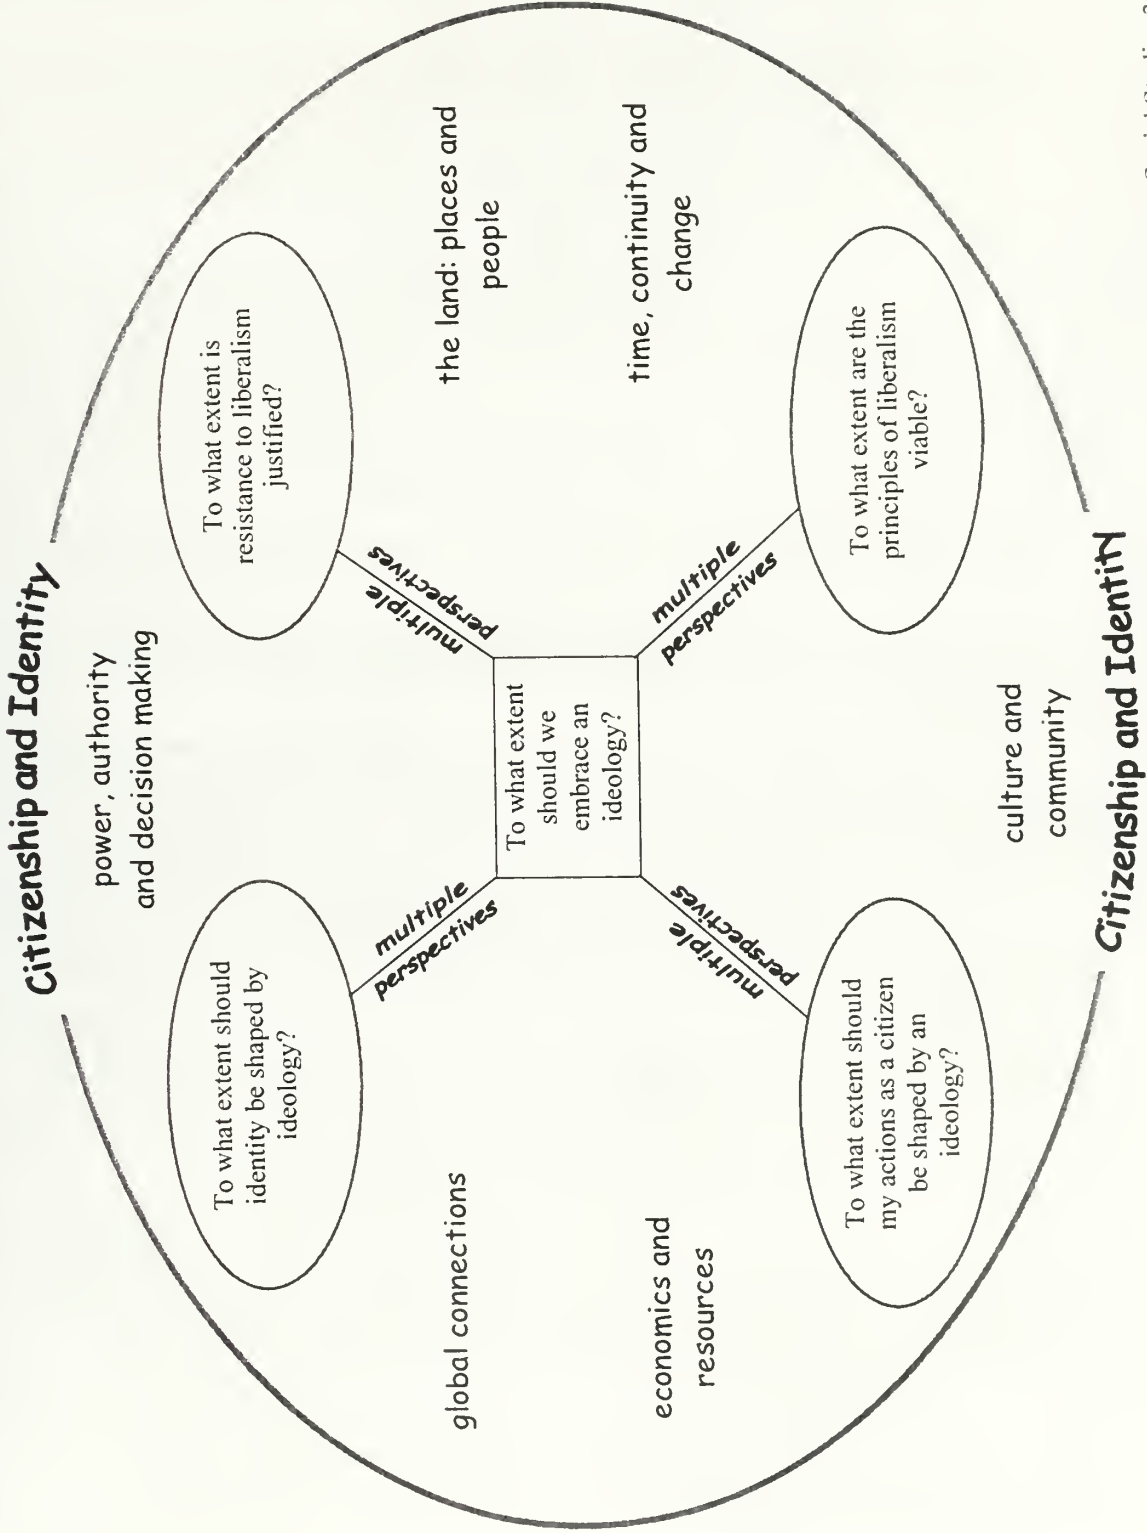 Citizenship and Identity
power, authority
and decision making
To what extent should
identity be shaped by
ideology?
To what extent is
resistance to liberalism
justified?
multiple
perspectives
multiple
perspectives
global connections
the land: places and
people
To what extent
should we
embrace an
ideology?
economics and
resources
time, continuity and
change
multiple
perspectives
multiple
perspectives
To what extent should
my actions as a citizen
be shaped by an
ideology?
To what extent are the
principles of liberalism
viable?
culture and
community
Citizenship and Identity